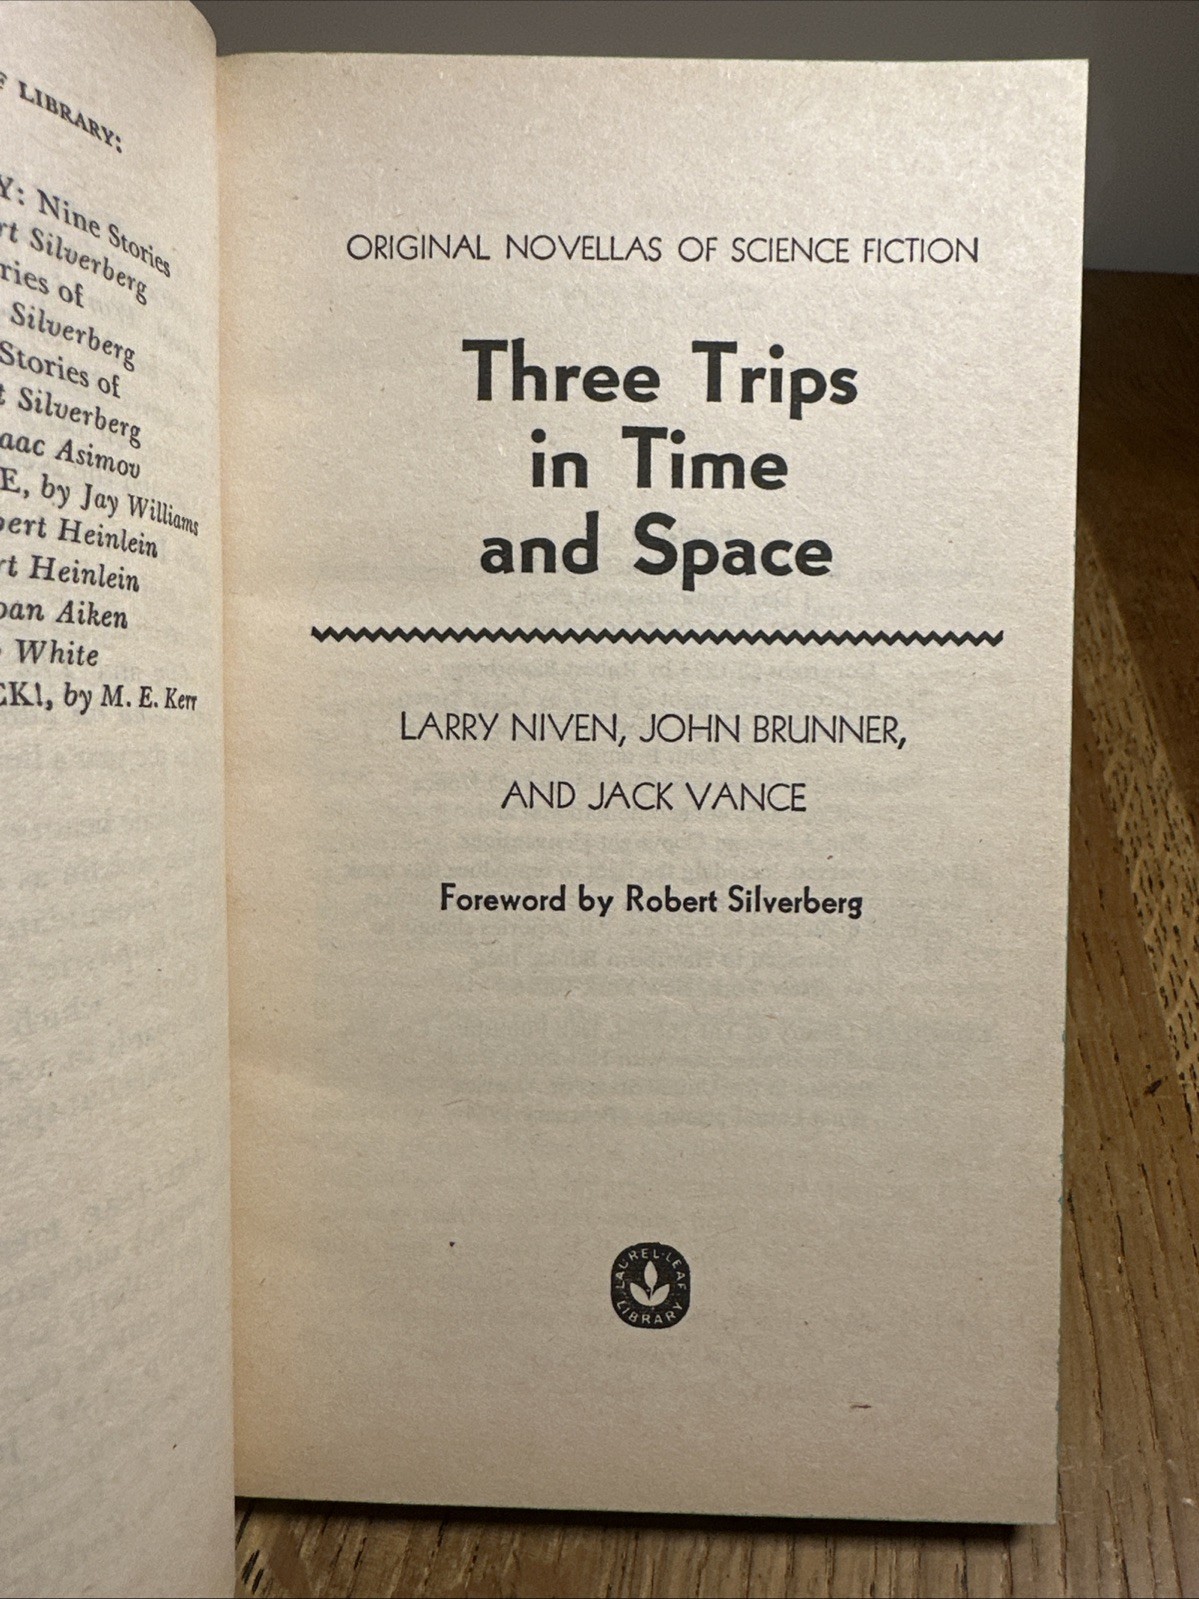 LIBRARY:
Y: Nine Stories
rt Silverberg
ries of
Silverberg
Stories of
t Silverberg
aac Asimov
E, by Jay Williams
bert Heinlein
rt Heinlein
oan Aiken
White
CK!, by M. E. Kerr
ORIGINAL NOVELLAS OF SCIENCE FICTION
Three Trips
in Time
and Space
LARRY NIVEN, JOHN BRUNNER,
AND JACK VANCE
Foreword by Robert Silverberg
LAUREL-LEAF
LIBRARY